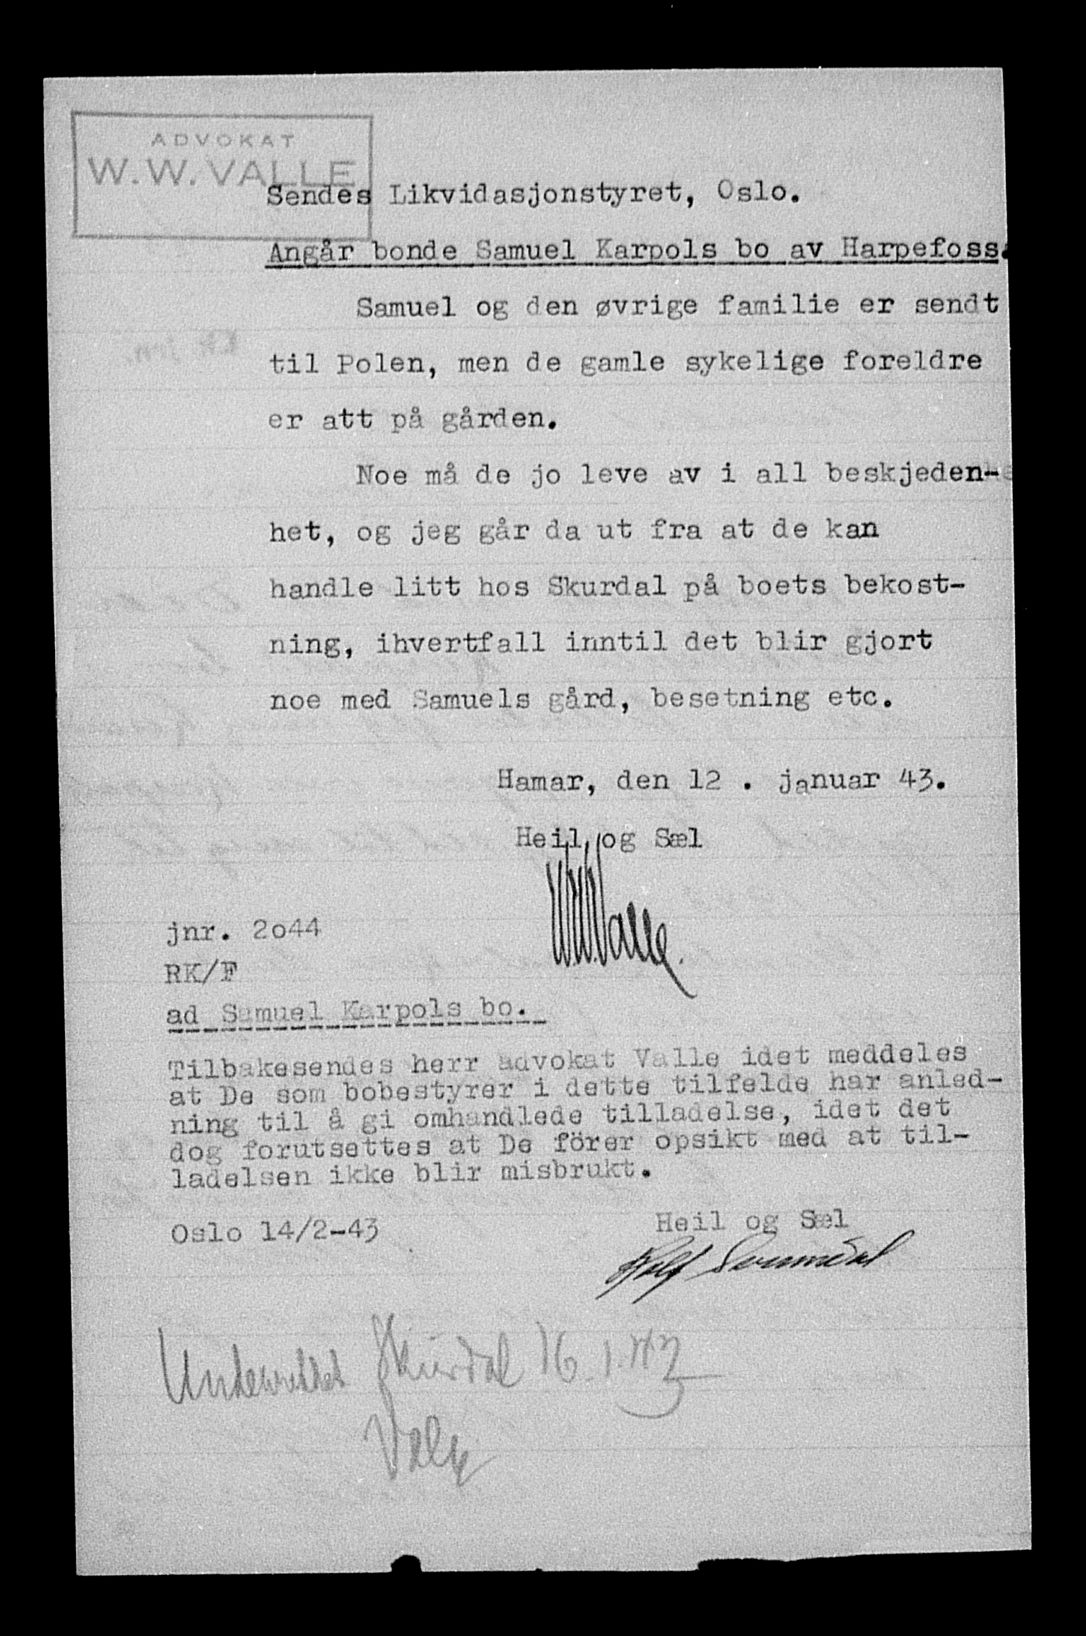 ADVOKAT
W.W. VALLE
Sendes Likvidasjonstyret, Oslo.
Angår bonde Samuel Karpols bo av Harpefoss.
Samuel og den øvrige familie er sendt
til Polen, men de gamle sykelige foreldre
er att på gården.
Noe må de jo leve av i all beskjeden-
het, og jeg går da ut fra at de kan
handle litt hos Skurdal på boets bekost-
ning, ihvertfall inntil det blir gjort
noe med Samuels gård, besetning etc.
Hamar, den 12 . januar 43.
Heil og Sæl
W.W. Valle.
jnr. 2o44
RK/F
ad Samuel Karpols bo.
Tilbakesendes herr advokat Valle idet meddeles
at De som bobestyrer i dette tilfelde har anled-
ning til å gi omhandlede tilladelse, idet det
dog forutsettes at De förer opsikt med at til-
ladelsen ikke blir misbrukt.
Oslo 14/2-43
Heil og Sæl
Rolf
Underrettet Skurdal 16.1.43
Valle